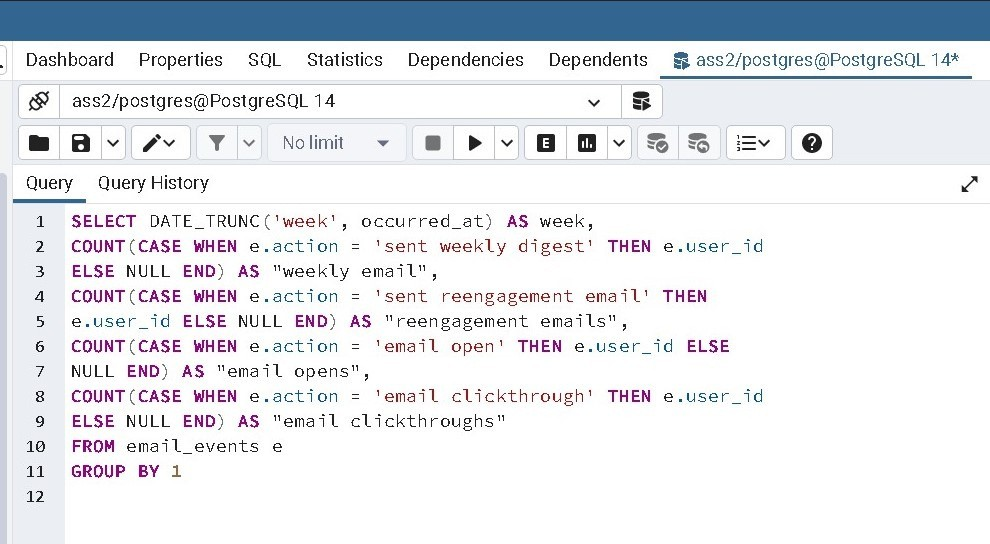 Dashboard Properties SQL Statistics Dependencies Dependents ass2/postgres@PostgreSQL 14*
ass2/postgres@PostgreSQL 14
No limit E ?
Query Query History
1 SELECT DATE_TRUNC('week', occurred_at) AS week,
2 COUNT(CASE WHEN e.action = 'sent weekly digest' THEN e.user_id
3 ELSE NULL END) AS "weekly email",
4 COUNT(CASE WHEN e.action = 'sent reengagement email' THEN
5 e.user_id ELSE NULL END) AS "reengagement emails",
6 COUNT(CASE WHEN e.action = 'email open' THEN e.user_id ELSE
7 NULL END) AS "email opens",
8 COUNT(CASE WHEN e.action = 'email clickthrough' THEN e.user_id
9 ELSE NULL END) AS "email clickthroughs"
10 FROM email_events e
11 GROUP BY 1
12